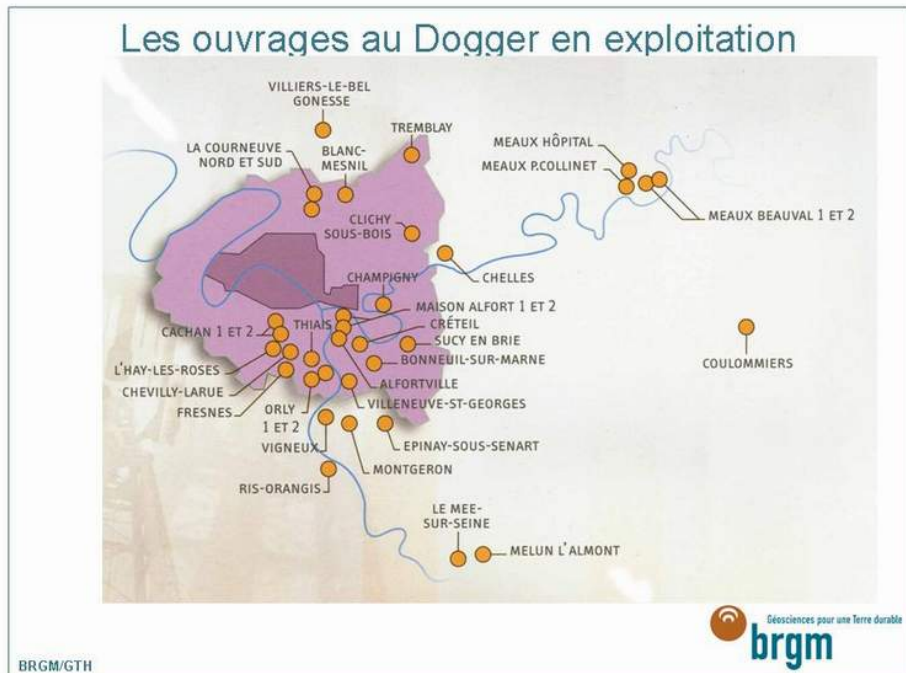 Les ouvrages au Dogger en exploitation
VILLIERS-LE-BEL
GONESSE
TREMBLAY
LA COURNEUVE
NORD ET SUD
BLANC-
MESNIL
MEAUX HÔPITAL
MEAUX P.COLLINET
MEAUX BEAUVAL 1 ET 2
CLICHY
SOUS-BOIS
CHELLES
CHAMPIGNY
MAISON ALFORT 1 ET 2
CACHAN 1 ET 2
THIAIS
CRÉTEIL
SUCY EN BRIE
BONNEUIL-SUR-MARNE
COULOMMIERS
L'HAY-LES-ROSES
CHEVILLY-LARUE
FRESNES
ALFORTVILLE
VILLENEUVE-ST-GEORGES
ORLY
1 ET 2
VIGNEUX
EPINAY-SOUS-SENART
MONTGERON
RIS-ORANGIS
LE MEE-
SUR-SEINE
MELUN L'ALMONT
Géosciences pour une Terre durable
brgm
BRGM/GTH